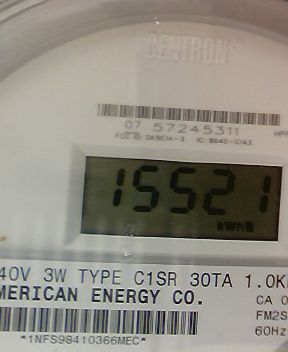 CENTRON®
07 57245311
15521
kWh
40V 3W TYPE C1SR 30TA 1.0K
MERICAN ENERGY CO.
CA 0
FM2S
60Hz
*1NFS98410366MEC*